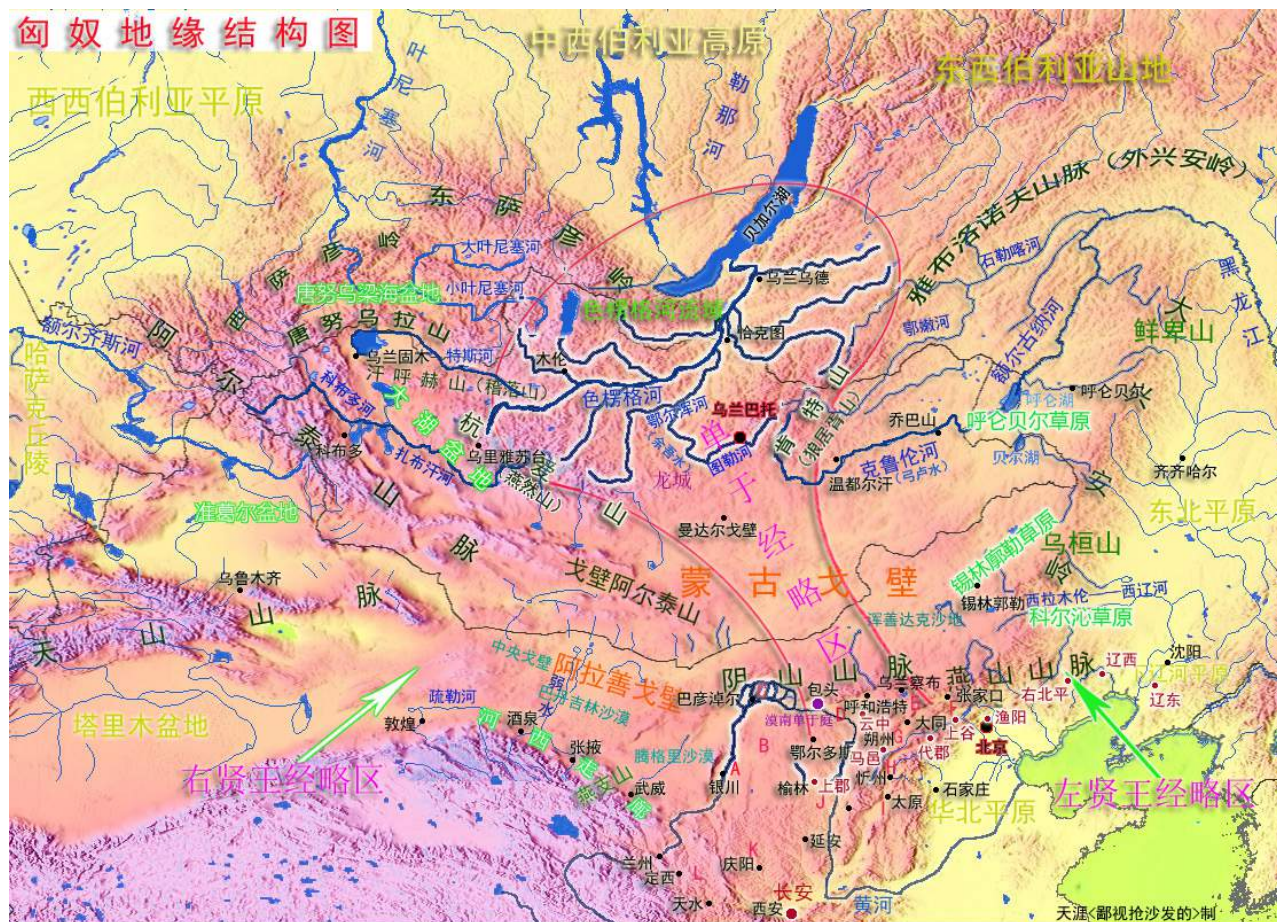 匈奴地缘结构图
中西伯利亚高原
东西伯利亚山地
西西伯利亚平原
叶尼塞河
勒那河
雅布洛诺夫山脉（外兴安岭）
贝加尔湖
东萨彦岭
西萨彦岭
大叶尼塞河
小叶尼塞河
唐努乌梁海盆地
唐努乌拉山
色楞格河流域
乌兰乌德
恰克图
石勒喀河
鄂嫩河
额尔古纳河
黑龙江
大兴安岭
鲜卑山
额尔齐斯河
哈萨克丘陵
阿尔泰山脉
乌兰固木
特斯河
汗呼赫山（稽落山）
木伦
科布多河
科布多
大湖盆地
扎布汗河
杭爱山
（燕然山）
乌里雅苏台
色楞格河
鄂尔浑河
（余吾水）
乌兰巴托
图勒河
龙城
肯特山
（狼居胥山）
乔巴山
克鲁伦河
（弓卢水）
温都尔汗
呼伦湖
呼伦贝尔
呼伦贝尔草原
贝尔湖
齐齐哈尔
东北平原
准葛尔盆地
曼达尔戈壁
单于经略区
蒙古戈壁
戈壁阿尔泰山
乌鲁木齐
天山山脉
锡林廓勒草原
锡林郭勒
乌桓山
西拉木伦
西辽河
科尔沁草原
浑善达克沙地
沈阳
下辽河平原
辽西
辽东
右北平
阴山山脉
燕山山脉
中央戈壁
弱水
阿拉善戈壁
巴丹吉林沙漠
巴彦淖尔
包头
呼和浩特
乌兰察布
张家口
漠南单于庭
云中
大同
上谷
渔阳
北京
塔里木盆地
疏勒河
敦煌
酒泉
张掖
河西走廊
燕支山
武威
腾格里沙漠
银川
鄂尔多斯
朔州
马邑
代郡
忻州
榆林
上郡
太原
石家庄
华北平原
右贤王经略区
左贤王经略区
A
B
D
E
F
G
H
J
K
L
延安
庆阳
兰州
定西
天水
长安
西安
黄河
天涯<鄙视抢沙发的>制